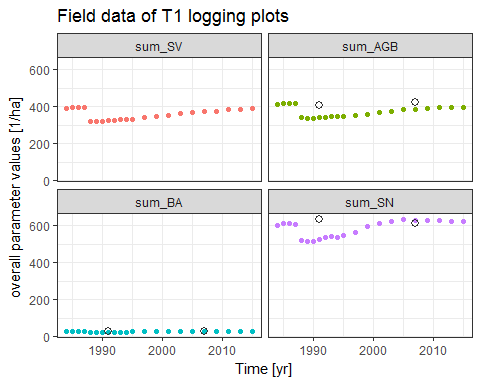 Field data of T1 logging plots
sum_SV
sum_AGB
600
400
200
0
sum_BA
sum_SN
600
400
200
0
overall parameter values [1/ha]
1990
2000
2010
1990
2000
2010
Time [yr]